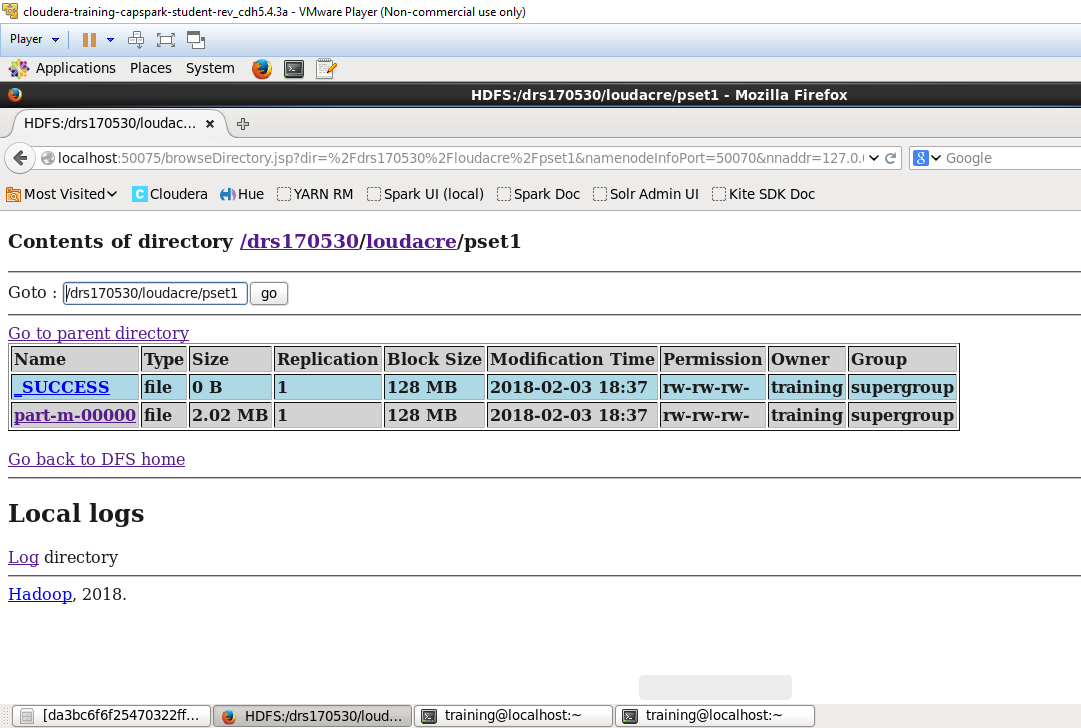 cloudera-training-capspark-student-rev_cdh5.4.3a - VMware Player (Non-commercial use only)
Player
Applications Places System
HDFS:/drs170530/loudacre/pset1 - Mozilla Firefox
HDFS:/drs170530/loudac...
localhost:50075/browseDirectory.jsp?dir=%2Fdrs170530%2Floudacre%2Fpset1&namenodeInfoPort=50070&nnaddr=127.0. Google
Most Visited Cloudera Hue YARN RM Spark UI (local) Spark Doc Solr Admin UI Kite SDK Doc
Contents of directory /drs170530/loudacre/pset1
Goto : /drs170530/loudacre/pset1 go
Go to parent directory
Name Type Size Replication Block Size Modification Time Permission Owner Group
_SUCCESS file 0 B 1 128 MB 2018-02-03 18:37 rw-rw-rw- training supergroup
part-m-00000 file 2.02 MB 1 128 MB 2018-02-03 18:37 rw-rw-rw- training supergroup
Go back to DFS home
Local logs
Log directory
Hadoop, 2018.
[da3bc6f6f25470322ff... HDFS:/drs170530/loud... training@localhost:~ training@localhost:~